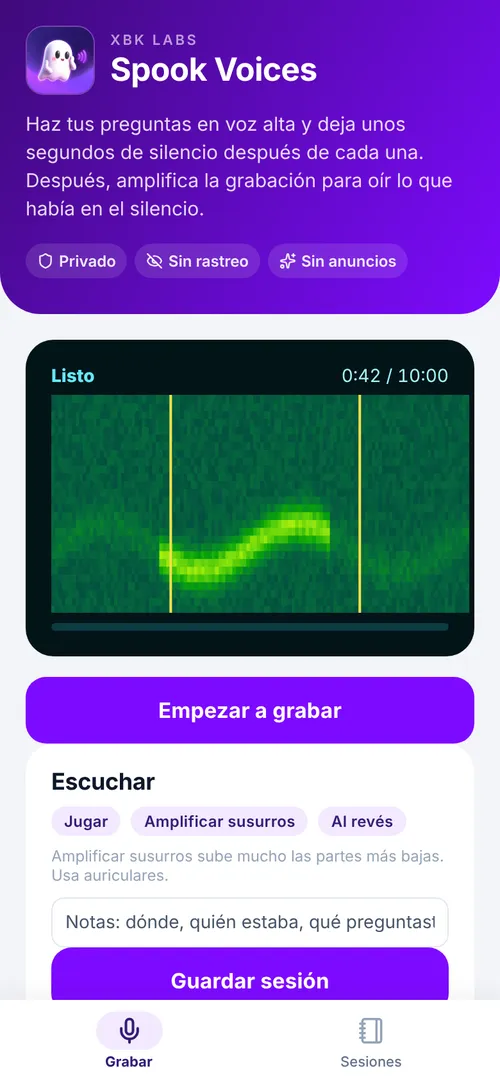 XBK LABS
Spook Voices
Haz tus preguntas en voz alta y deja unos
segundos de silencio después de cada una.
Después, amplifica la grabación para oír lo que
había en el silencio.
Privado
Sin rastreo
Sin anuncios
Listo
0:42 / 10:00
Empezar a grabar
Escuchar
Jugar
Amplificar susurros
Al revés
Amplificar susurros sube mucho las partes más bajas.
Usa auriculares.
Notas: dónde, quién estaba, qué preguntast
Guardar sesión
Grabar
Sesiones